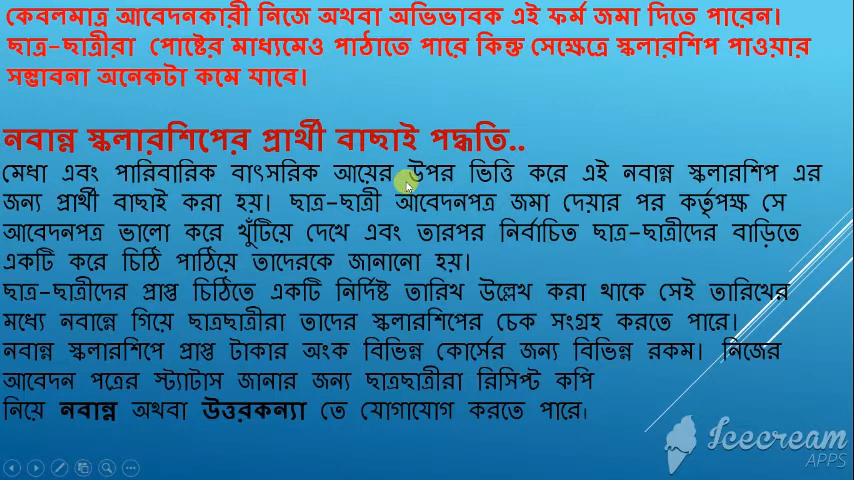 কেবলমাত্র আবেদনকারী নিজে অথবা অভিভাবক এই ফর্ম জমা দিতে পারেন।
ছাত্র-ছাত্রীরা পোষ্টের মাধ্যমেও পাঠাতে পারে কিন্তু সেক্ষেত্রে স্কলারশিপ পাওয়ার
সম্ভাবনা অনেকটা কমে যাবে।
নবান্ন স্কলারশিপের প্রার্থী বাছাই পদ্ধতি..
মেধা এবং পারিবারিক বাৎসরিক আয়ের উপর ভিত্তি করে এই নবান্ন স্কলারশিপ এর
জন্য প্রার্থী বাছাই করা হয়। ছাত্র-ছাত্রী আবেদনপত্র জমা দেয়ার পর কর্তৃপক্ষ সে
আবেদনপত্র ভালো করে খুঁটিয়ে দেখে এবং তারপর নির্বাচিত ছাত্র-ছাত্রীদের বাড়িতে
একটি করে চিঠি পাঠিয়ে তাদেরকে জানানো হয়।
ছাত্র-ছাত্রীদের প্রাপ্ত চিঠিতে একটি নির্দিষ্ট তারিখ উল্লেখ করা থাকে সেই তারিখের
মধ্যে নবান্নে গিয়ে ছাত্রছাত্রীরা তাদের স্কলারশিপের চেক সংগ্রহ করতে পারে।
নবান্ন স্কলারশিপে প্রাপ্ত টাকার অংক বিভিন্ন কোর্সের জন্য বিভিন্ন রকম। নিজের
আবেদন পত্রের স্ট্যাটাস জানার জন্য ছাত্রছাত্রীরা রিসিপ্ট কপি
নিয়ে নবান্ন অথবা উত্তরকন্যা তে যোগাযোগ করতে পারে।
Icecream
APPS